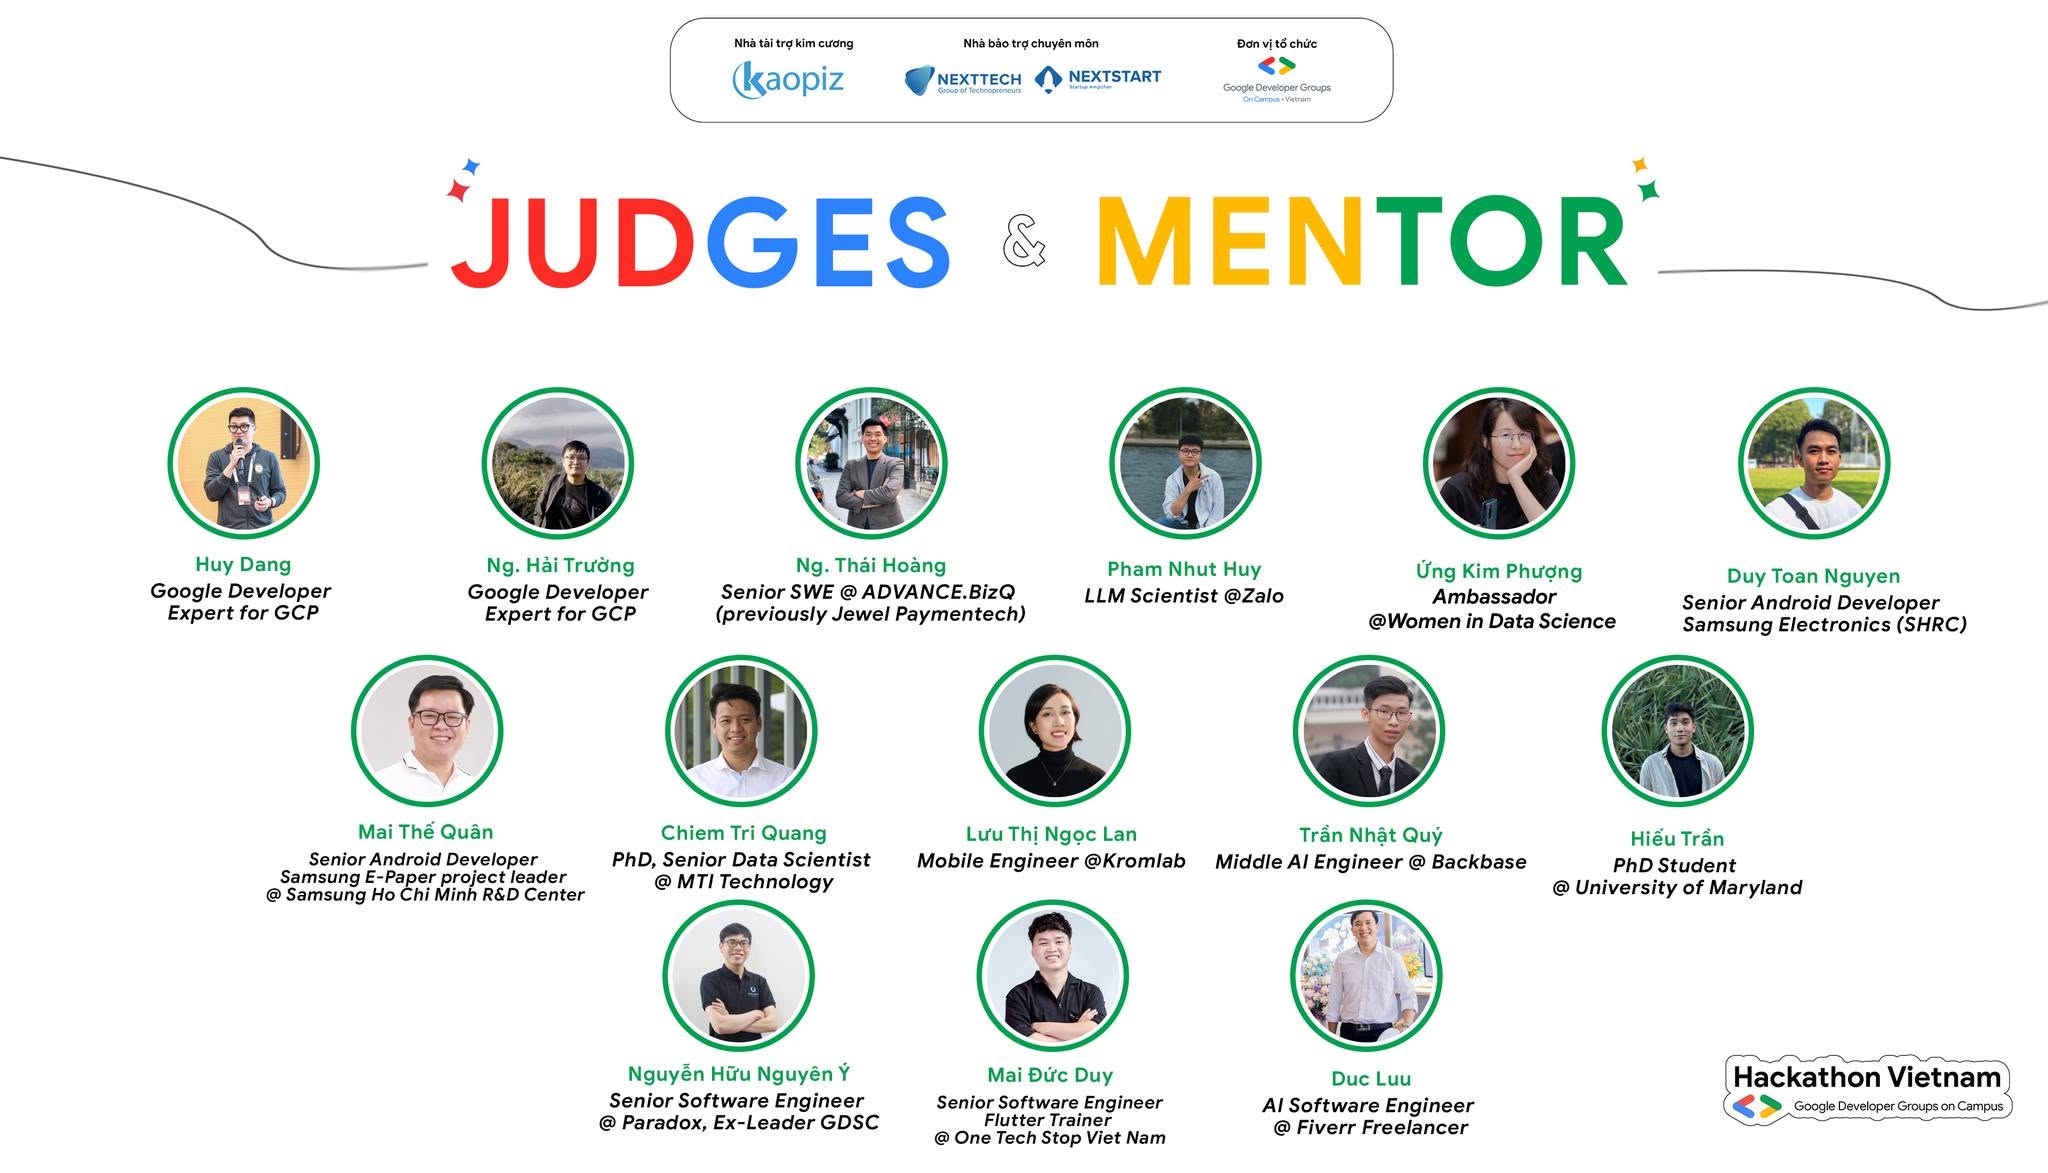 Nhà tài trợ kim cương
kaopiz
Nhà bảo trợ chuyên môn
NEXTTECH
Group of Technopreneurs
NEXTSTART
Startup Amplifier
Đơn vị tổ chức
Google Developer Groups
On Campus • Vietnam
JUDGES & MENTOR
Huy Dang
Google Developer
Expert for GCP
Ng. Hải Trường
Google Developer
Expert for GCP
Ng. Thái Hoàng
Senior SWE @ ADVANCE.BizQ
(previously Jewel Paymentech)
Pham Nhut Huy
LLM Scientist @Zalo
Ứng Kim Phượng
Ambassador
@Women in Data Science
Duy Toan Nguyen
Senior Android Developer
Samsung Electronics (SHRC)
Mai Thế Quân
Senior Android Developer
Samsung E-Paper project leader
@ Samsung Ho Chi Minh R&D Center
Chiem Tri Quang
PhD, Senior Data Scientist
@ MTI Technology
Lưu Thị Ngọc Lan
Mobile Engineer @Kromlab
Trần Nhật Quý
Middle AI Engineer @ Backbase
Hiếu Trần
PhD Student
@ University of Maryland
Nguyễn Hữu Nguyên Ý
Senior Software Engineer
@ Paradox, Ex-Leader GDSC
Mai Đức Duy
Senior Software Engineer
Flutter Trainer
@ One Tech Stop Viet Nam
Duc Luu
AI Software Engineer
@ Fiverr Freelancer
Hackathon Vietnam
Google Developer Groups on Campus